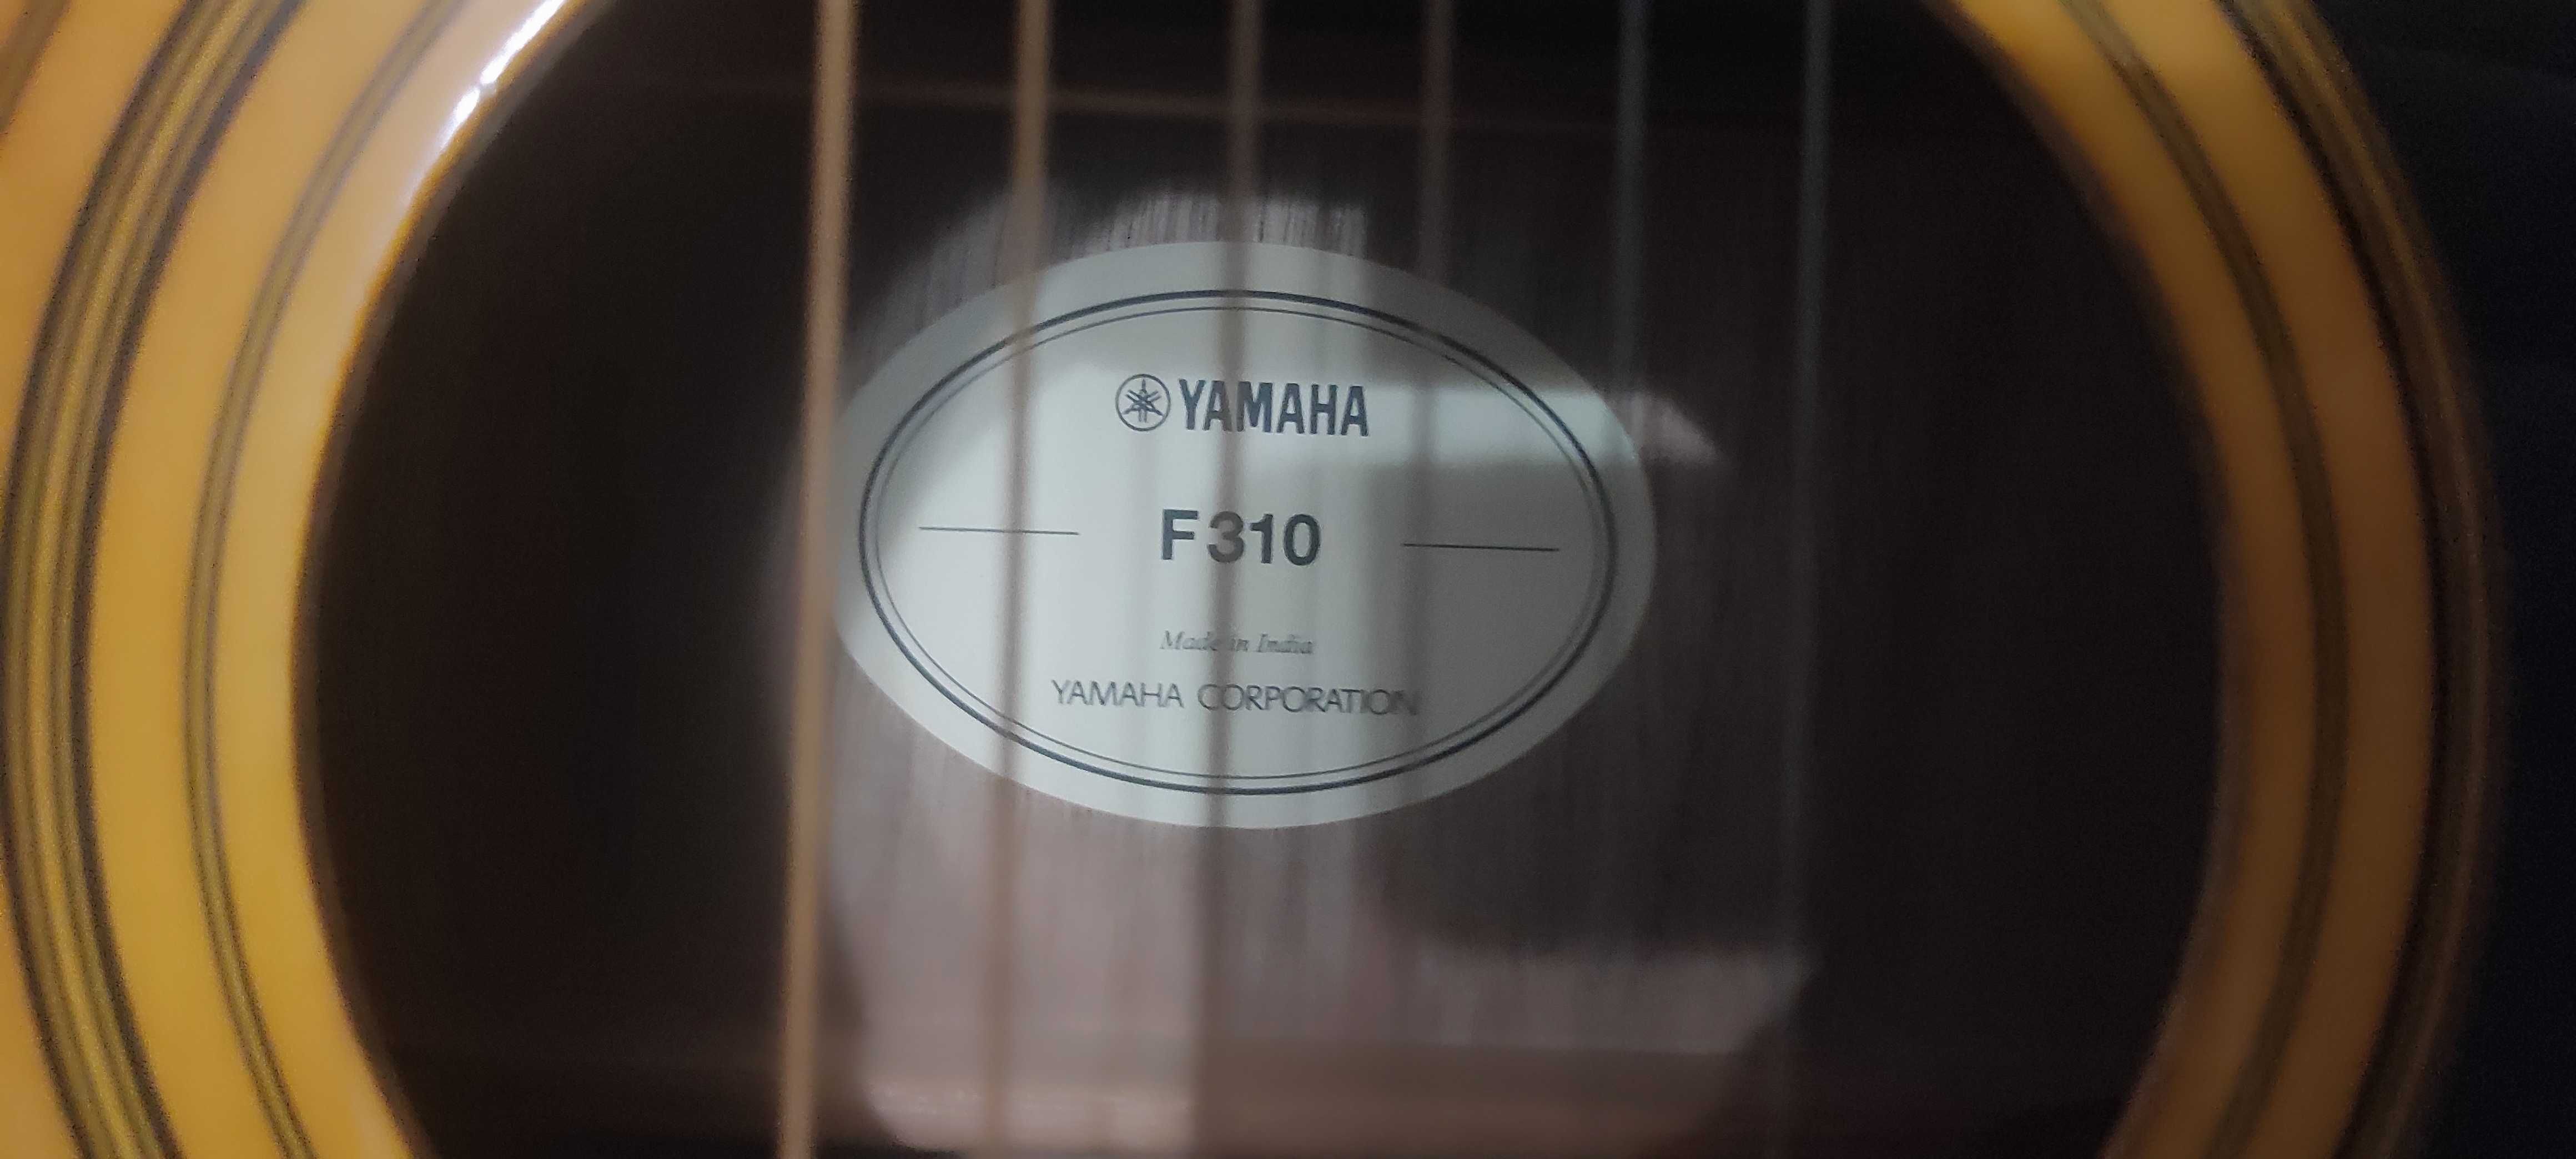 YAMAHA
F310
Made in India
YAMAHA CORPORATION